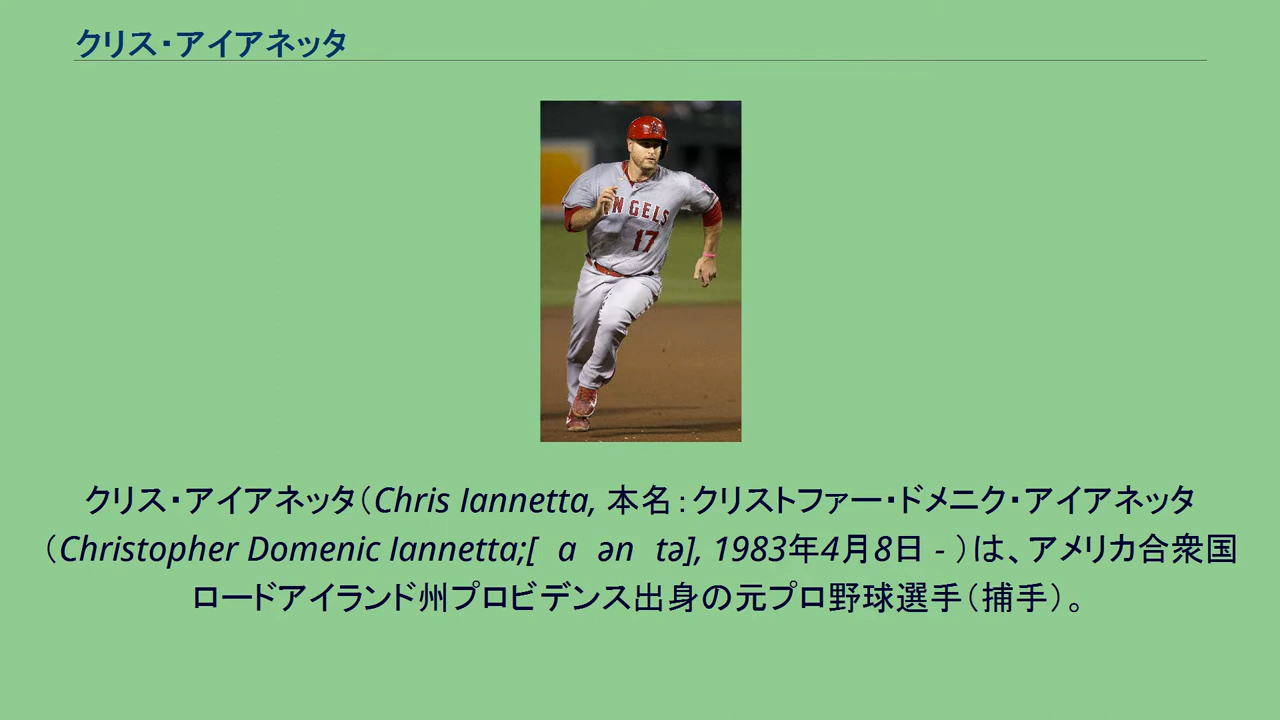 クリス・アイアネッタ
ANGELS
17
クリス・アイアネッタ（Chris Iannetta, 本名：クリストファー・ドメニク・アイアネッタ
（Christopher Domenic Iannetta;[ a ən tə], 1983年4月8日 - ）は、アメリカ合衆国
ロードアイランド州プロビデンス出身の元プロ野球選手（捕手）。